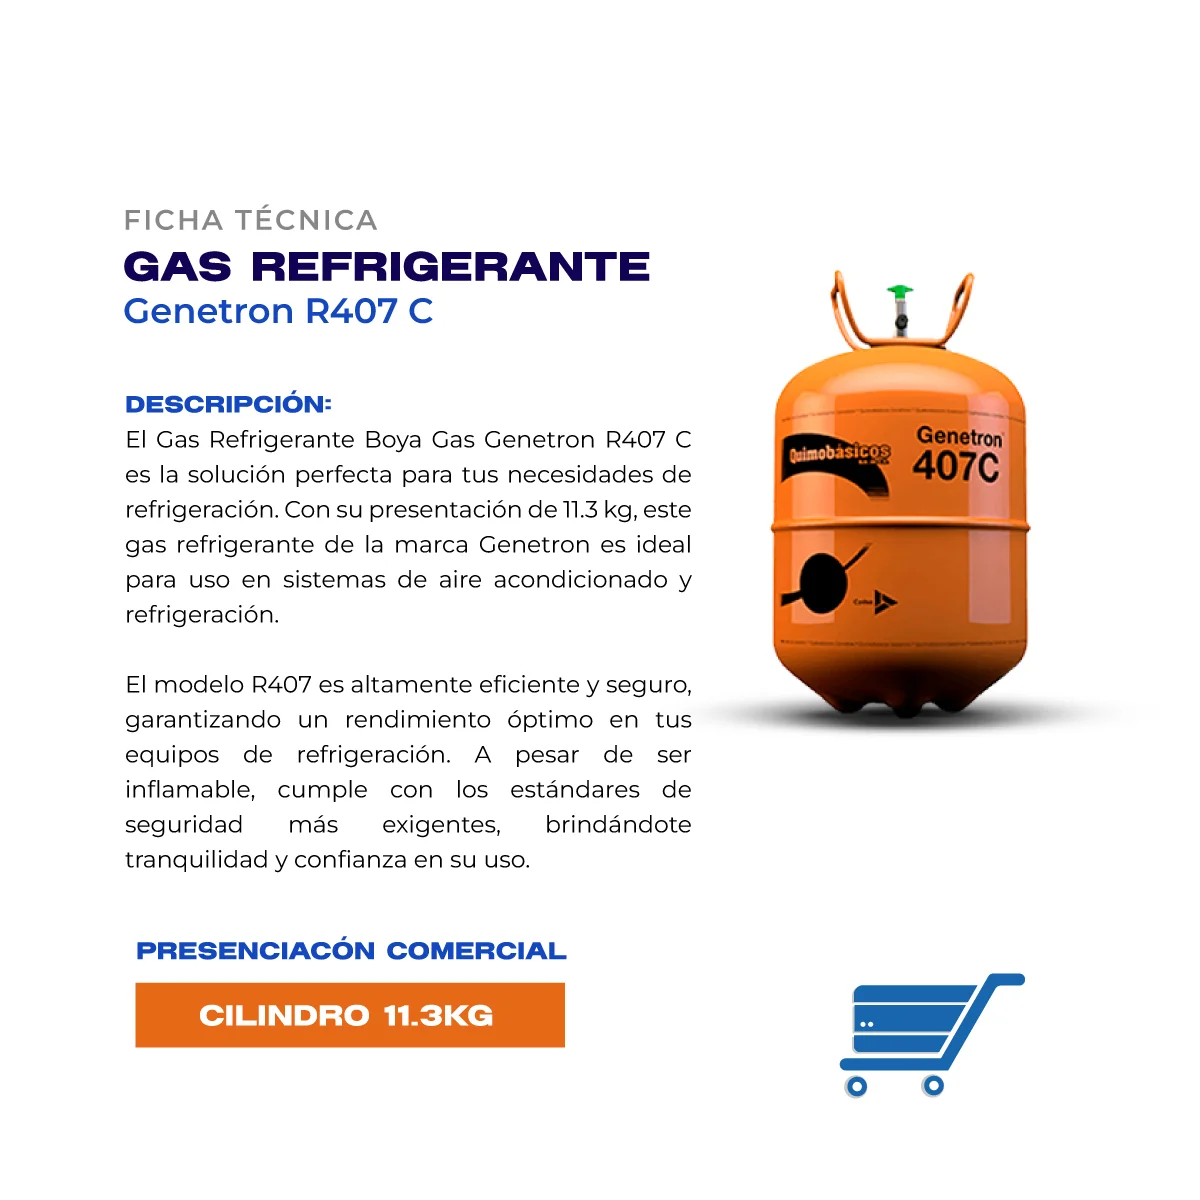 FICHA TÉCNICA
GAS REFRIGERANTE
Genetron R407 C
DESCRIPCIÓN:
El Gas Refrigerante Boya Gas Genetron R407 C
es la solución perfecta para tus necesidades de
refrigeración. Con su presentación de 11.3 kg, este
gas refrigerante de la marca Genetron es ideal
para uso en sistemas de aire acondicionado y
refrigeración.
El modelo R407 es altamente eficiente y seguro,
garantizando un rendimiento óptimo en tus
equipos de refrigeración. A pesar de ser
inflamable, cumple con los estándares de
seguridad más exigentes, brindándote
tranquilidad y confianza en su uso.
PRESENCIACÓN COMERCIAL
CILINDRO 11.3KG
Quimobásicos
Genetron
407C